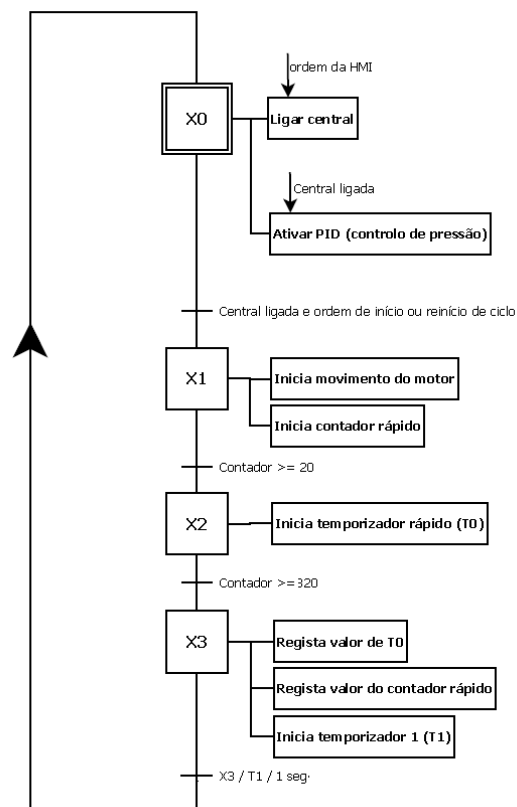 ordem da HMI
X0
Ligar central
Central ligada
Ativar PID (controlo de pressão)
Central ligada e ordem de início ou reinício de ciclo
X1
Inicia movimento do motor
Inicia contador rápido
Contador >= 20
X2
Inicia temporizador rápido (T0)
Contador >=320
X3
Regista valor de T0
Regista valor do contador rápido
Inicia temporizador 1 (T1)
X3 / T1 / 1 seg.